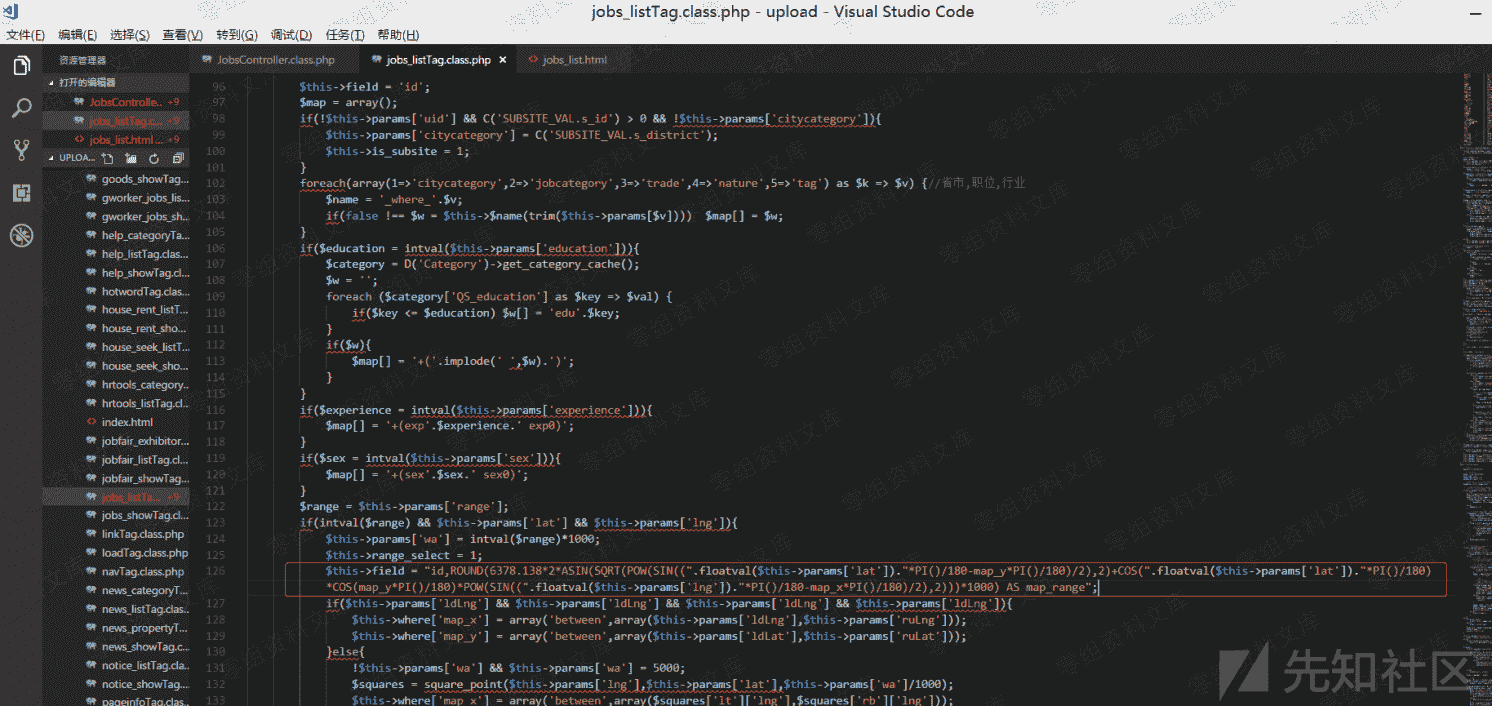 jobs_listTag.class.php - upload - Visual Studio Code
文件(F) 编辑(E) 选择(S) 查看(V) 转到(G) 调试(D) 任务(T) 帮助(H)
资源管理器
JobsController.class.php
jobs_listTag.class.php ×
<> jobs_list.html
打开的编辑器
JobsControlle.. +9
jobs_listTag.c... +9
<> jobs_list.html ... +9
UPLOA...
goods_showTag...
gworker_jobs_lis...
gworker_jobs_sh...
help_categoryTa...
help_listTag.clas...
help_showTag.cl...
hotwordTag.clas...
house_rent_listT...
house_rent_sho...
house_seek_listT...
house_seek_sho...
hrtools_category...
hrtools_listTag.cl...
<> index.html
jobfair_exhibitor...
jobfair_listTag.cl...
jobfair_showTag...
jobs_listTa... +9
jobs_showTag.cl...
linkTag.class.php
loadTag.class.php
navTag.class.php
news_categoryT...
news_listTag.clas...
news_propertyT...
news_showTag.c...
notice_listTag.cla...
notice_showTag....
pageinfoTag.clas...
96 $this->field = 'id';
97 $map = array();
98 if(!$this->params['uid'] && C('SUBSITE_VAL.s_id') > 0 && !$this->params['citycategory']){
99 $this->params['citycategory'] = C('SUBSITE_VAL.s_district');
100 $this->is_subsite = 1;
101 }
102 foreach(array(1=>'citycategory',2=>'jobcategory',3=>'trade',4=>'nature',5=>'tag') as $k => $v) {//省市,职位,行业
103 $name = '_where_'.$v;
104 if(false !== $w = $this->$name(trim($this->params[$v]))) $map[] = $w;
105 }
106 if($education = intval($this->params['education'])){
107 $category = D('Category')->get_category_cache();
108 $w = '';
109 foreach ($category['QS_education'] as $key => $val) {
110 if($key <= $education) $w[] = 'edu'.$key;
111 }
112 if($w){
113 $map[] = '+('.implode(' ',$w).')';
114 }
115 }
116 if($experience = intval($this->params['experience'])){
117 $map[] = '+(exp'.$experience.' exp0)';
118 }
119 if($sex = intval($this->params['sex'])){
120 $map[] = '+(sex'.$sex.' sex0)';
121 }
122 $range = $this->params['range'];
123 if(intval($range) && $this->params['lat'] && $this->params['lng']){
124 $this->params['wa'] = intval($range)*1000;
125 $this->range_select = 1;
126 $this->field = "id,ROUND(6378.138*2*ASIN(SQRT(POW(SIN((".floatval($this->params['lat'])."*PI()/180-map_y*PI()/180)/2),2)+COS(".floatval($this->params['lat'])."*PI()/180)
*COS(map_y*PI()/180)*POW(SIN((".floatval($this->params['lng'])."*PI()/180-map_x*PI()/180)/2),2)))*1000) AS map_range";
127 if($this->params['ldLng'] && $this->params['ldLng'] && $this->params['ldLng'] && $this->params['ldLng']){
128 $this->where['map_x'] = array('between',array($this->params['ldLng'],$this->params['ruLng']));
129 $this->where['map_y'] = array('between',array($this->params['ldLat'],$this->params['ruLat']));
130 }else{
131 !$this->params['wa'] && $this->params['wa'] = 5000;
132 $squares = square_point($this->params['lng'],$this->params['lat'],$this->params['wa']/1000);
133 $this->where['map_x'] = array('between',array($squares['lt']['lng'],$squares['rb']['lng']));
零组资料文库
先知社区